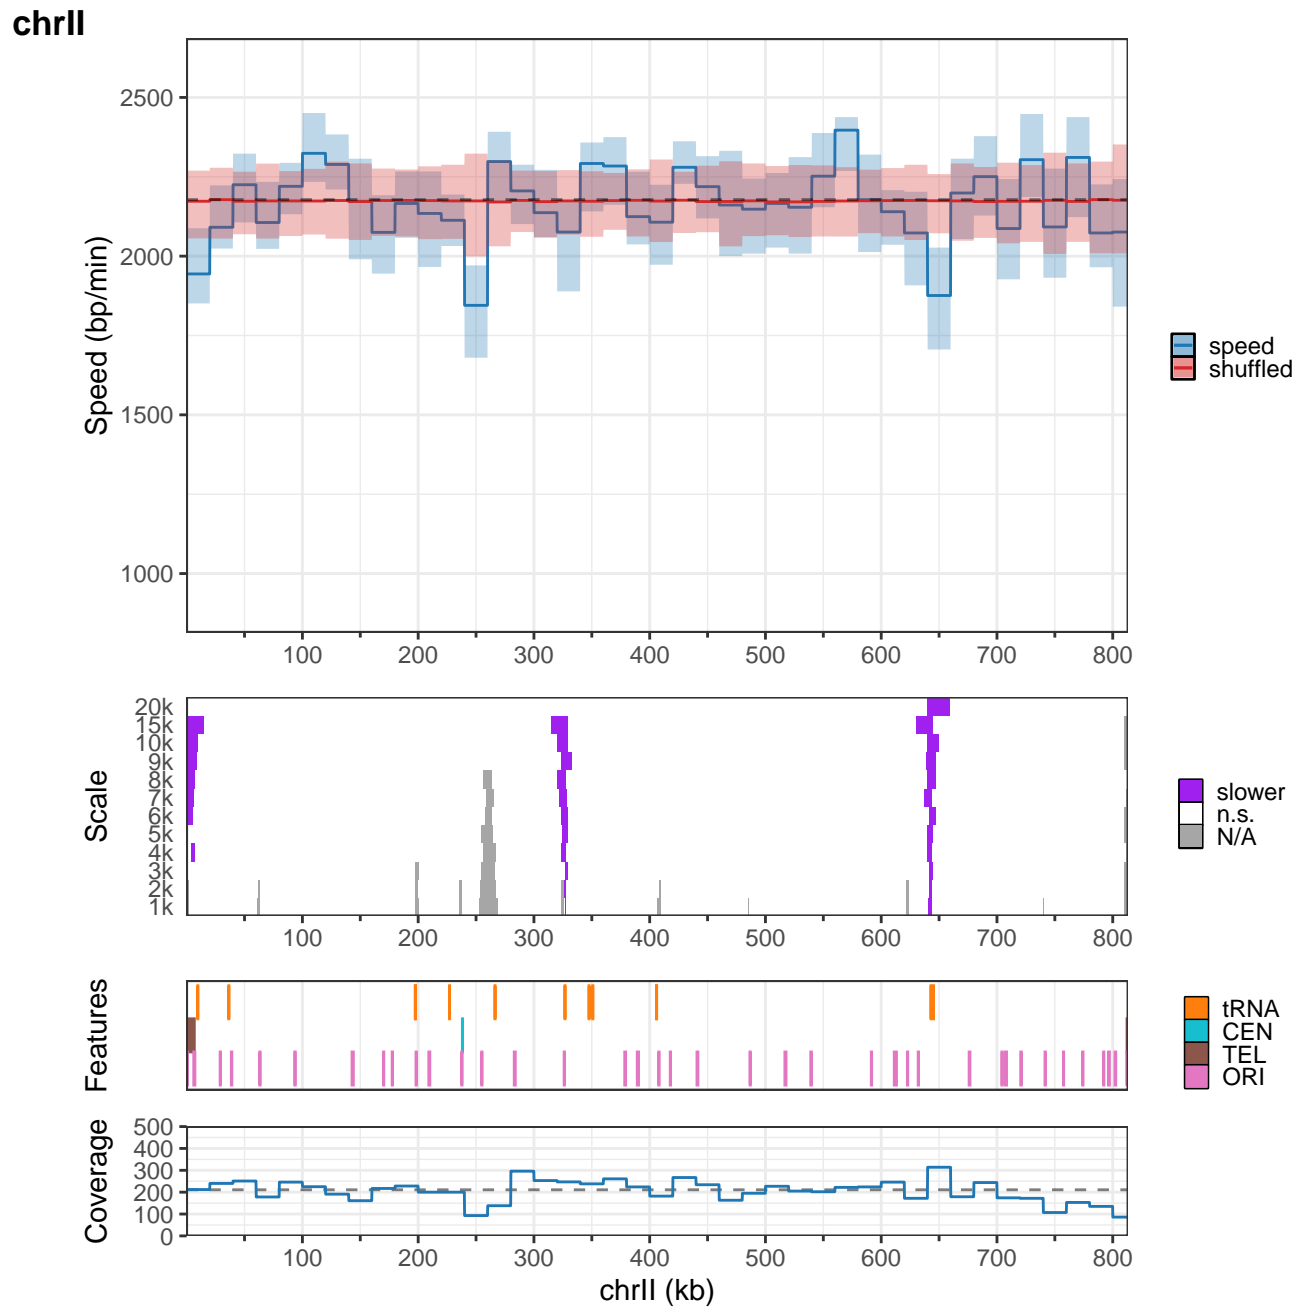 chrII
2500
2000
1500
1000
Speed (bp/min)
100 200 300 400 500 600 700 800
speed
shuffled
20k
15k
10k
9k
8k
7k
6k
5k
4k
3k
2k
1k
Scale
100 200 300 400 500 600 700 800
slower
n.s.
N/A
Features
tRNA
CEN
TEL
ORI
500
400
300
200
100
0
Coverage
100 200 300 400 500 600 700 800
chrII (kb)